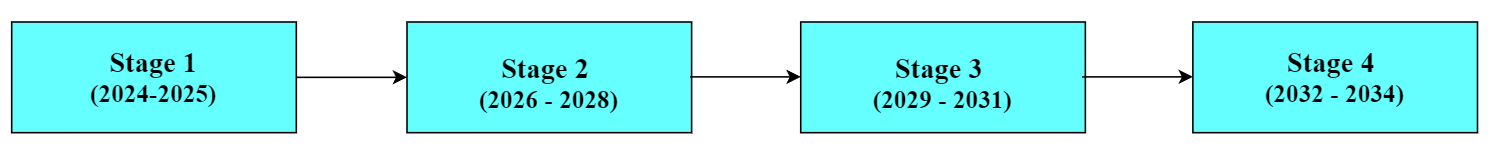 Stage 1
(2024-2025)
Stage 2
(2026 - 2028)
Stage 3
(2029 - 2031)
Stage 4
(2032 - 2034)